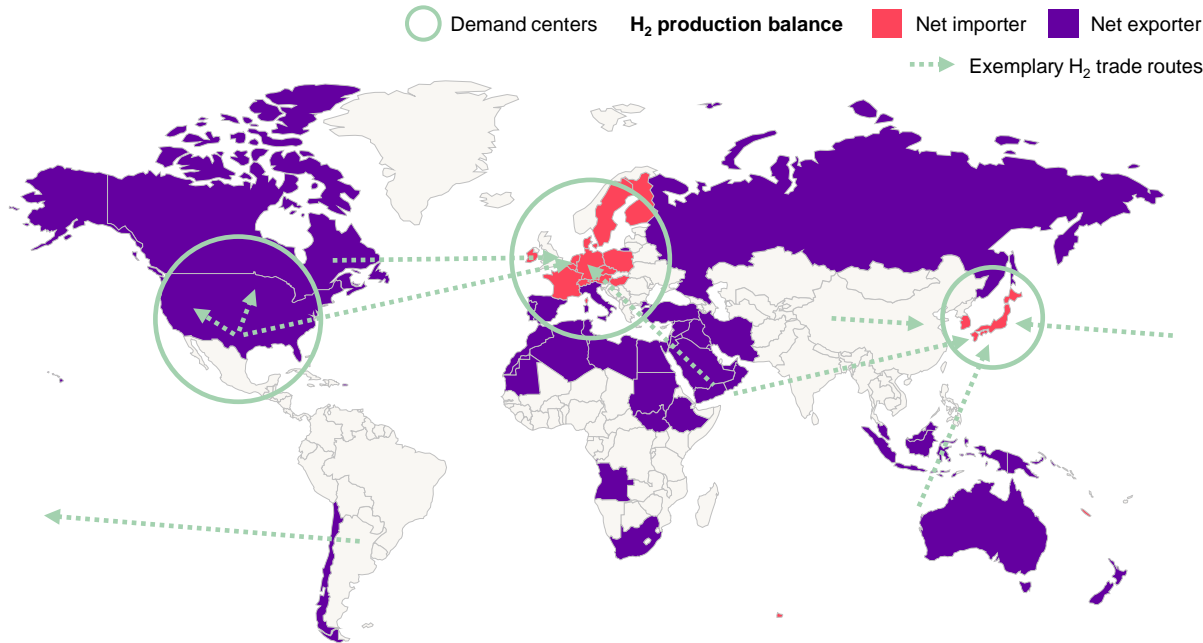 Demand centers H₂ production balance Net importer Net exporter
Exemplary H₂ trade routes